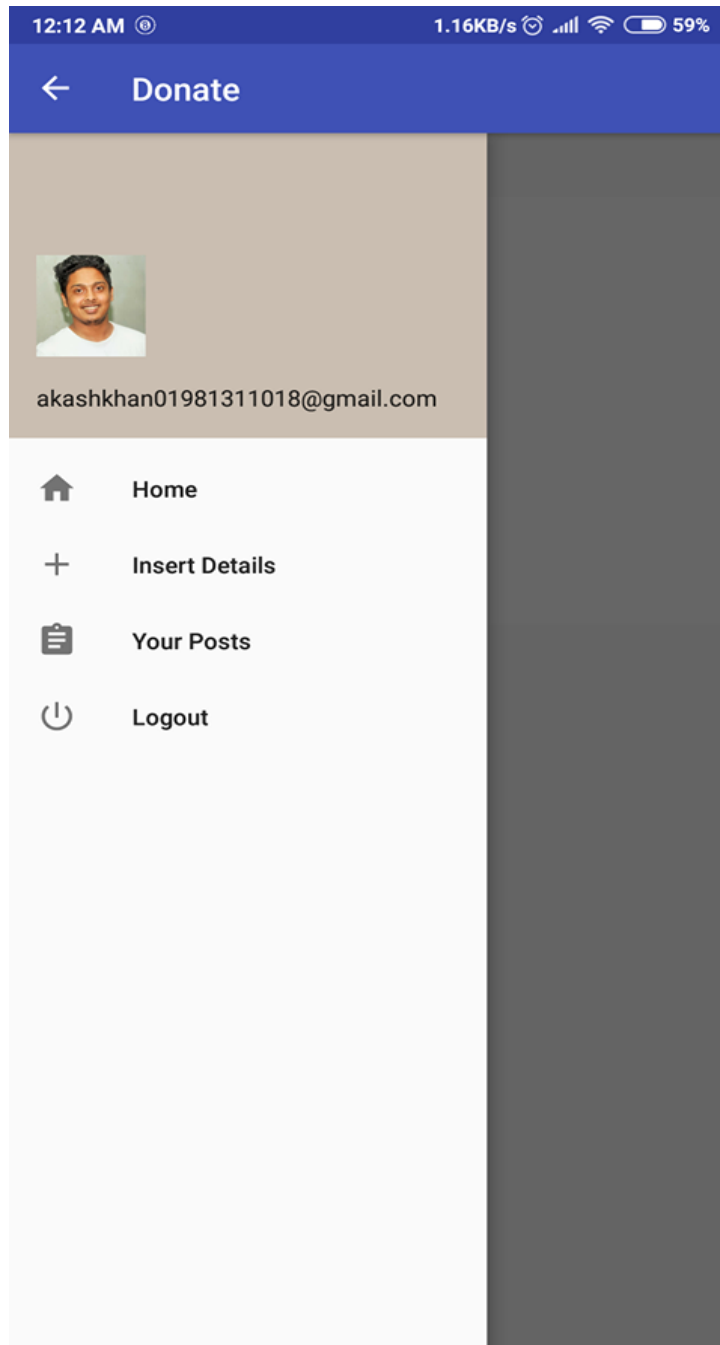 12:12 AM 1.16KB/s 59%
Donate
akashkhan01981311018@gmail.com
Home
Insert Details
Your Posts
Logout